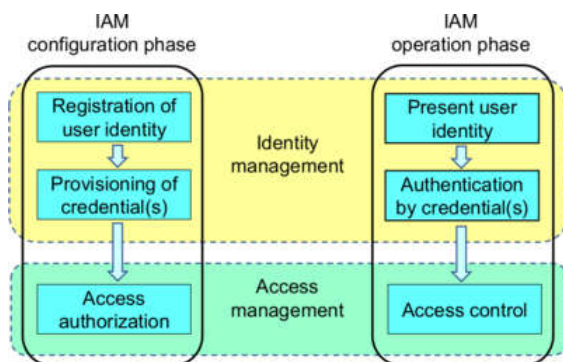 IAM
configuration phase
IAM
operation phase
Registration of
user identity
Present user
identity
Identity
management
Provisioning of
credential(s)
Authentication
by credential(s)
Access
management
Access
authorization
Access control